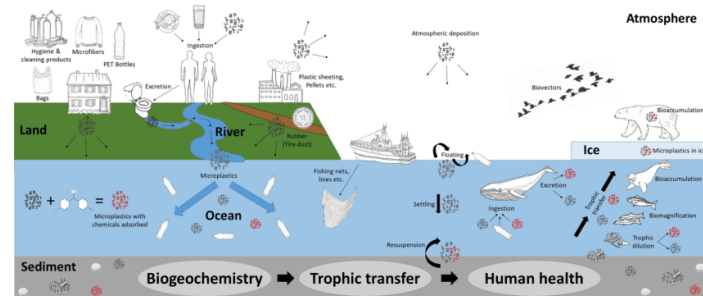 Atmosphere
Hygiene &
cleaning products
Microfibers
PET Bottles
Bags
Ingestion
Excretion
Plastic sheeting,
Pellets etc.
Atmospheric deposition
Biovectors
Bioaccumulation
Land
River
Rubber
(Tire dust)
Ice
Microplastics in ice
Microplastics
Fishing nets,
lines etc.
Floating
Settling
Resuspension
Ingestion
Excretion
Trophic
transfer
Bioaccumulation
Biomagnification
Trophic
dilution
+
=
Microplastics with
chemicals adsorbed
Ocean
Sediment
Biogeochemistry
Trophic transfer
Human health